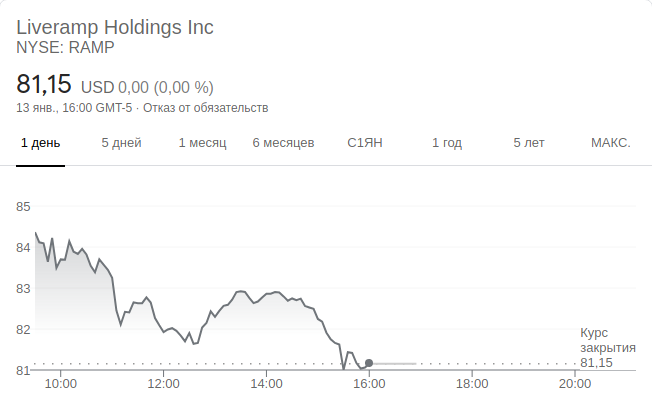 Liveramp Holdings Inc
NYSE: RAMP
81,15 USD 0,00 (0,00 %)
13 янв., 16:00 GMT-5 · Отказ от обязательств
1 день 5 дней 1 месяц 6 месяцев С1ЯН 1 год 5 лет МАКС.
85
84
83
82
Курс
закрытия
81,15
81
10:00 12:00 14:00 16:00 18:00 20:00